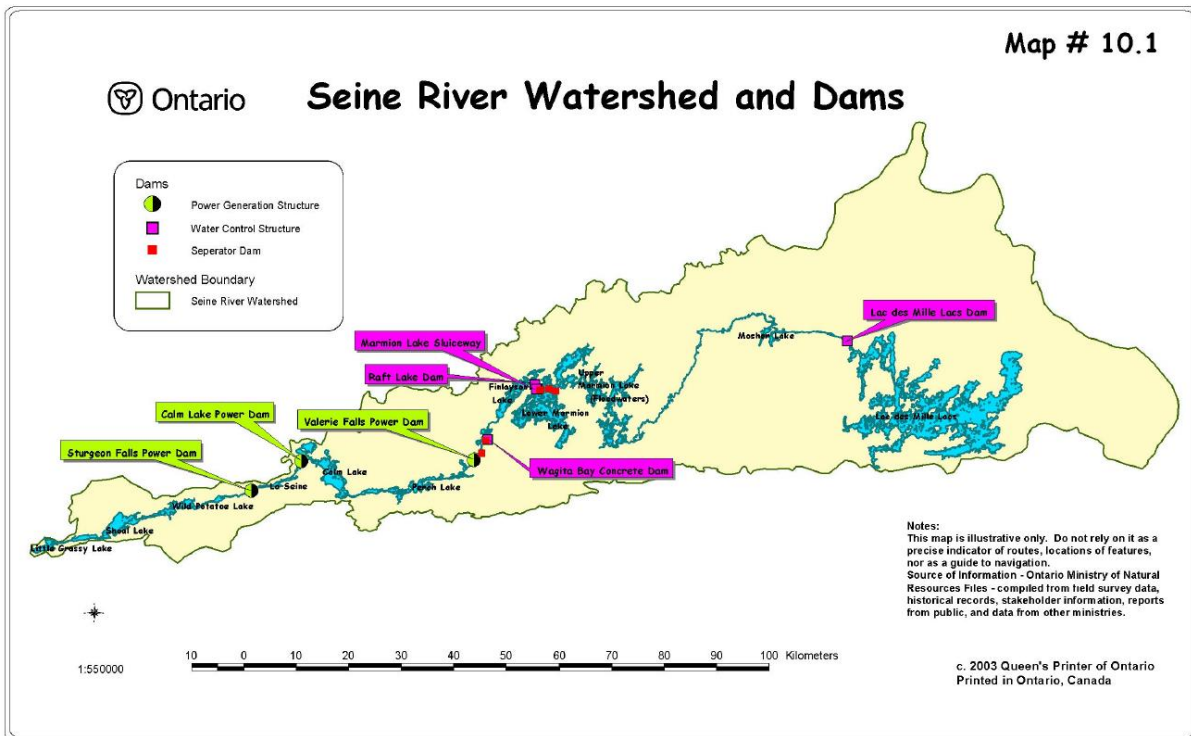 Map # 10.1
Ontario
Seine River Watershed and Dams
Dams
Power Generation Structure
Water Control Structure
Seperator Dam
Watershed Boundary
Seine River Watershed
Lac des Mille Lacs Dam
Marmion Lake Sluiceway
Mosher Lake
Raft Lake Dam
Finlayson
Lake
Upper
Marmion Lake
(Floodwaters)
Lower Marmion
Lake
Lac des Mille Lacs
Calm Lake Power Dam
Valerie Falls Power Dam
Sturgeon Falls Power Dam
Wagita Bay Concrete Dam
Calm Lake
La Seine
Perch Lake
Wild Potatoe Lake
Shoal Lake
Little Grassy Lake
Notes:
This map is illustrative only. Do not rely on it as a
precise indicator of routes, locations of features,
nor as a guide to navigation.
Source of Information - Ontario Ministry of Natural
Resources Files - compiled from field survey data,
historical records, stakeholder information, reports
from public, and data from other ministries.
1:550000
10 0 10 20 30 40 50 60 70 80 90 100 Kilometers
c. 2003 Queen's Printer of Ontario
Printed in Ontario, Canada